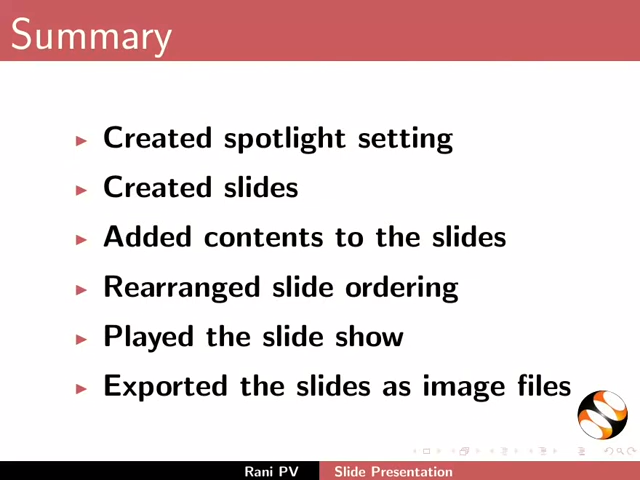 Summary
Created spotlight setting
Created slides
Added contents to the slides
Rearranged slide ordering
Played the slide show
Exported the slides as image files
Rani PV Slide Presentation